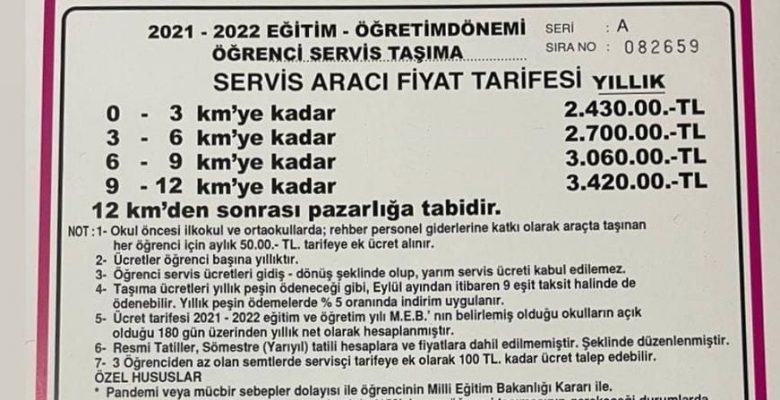 2021 - 2022 EĞİTİM - ÖĞRETİMDÖNEMİ
ÖĞRENCİ SERVİS TAŞIMA
SERİ : A
SIRA NO : 082659
SERVİS ARACI FİYAT TARİFESİ YILLIK
0 - 3 km'ye kadar 2.430.00.-TL
3 - 6 km'ye kadar 2.700.00.-TL
6 - 9 km'ye kadar 3.060.00.-TL
9 - 12 km'ye kadar 3.420.00.-TL
12 km'den sonrası pazarlığa tabidir.
NOT : 1- Okul öncesi ilkokul ve ortaokullarda; rehber personel giderlerine katkı olarak araçta taşınan
her öğrenci için aylık 50.00.- TL. tarifeye ek ücret alınır.
2- Ücretler öğrenci başına yıllıktır.
3- Öğrenci servis ücretleri gidiş - dönüş şeklinde olup, yarım servis ücreti kabul edilemez.
4- Taşıma ücretleri yıllık peşin ödeneceği gibi, Eylül ayından itibaren 9 eşit taksit halinde de
ödenebilir. Yıllık peşin ödemelerde % 5 oranında indirim uygulanır.
5- Ücret tarifesi 2021 - 2022 eğitim ve öğretim yılı M.E.B.' nın belirlemiş olduğu okulların açık
olduğu 180 gün üzerinden yıllık net olarak hesaplanmıştır.
6- Resmi Tatiller, Sömestre (Yarıyıl) tatili hesaplara ve fiyatlara dahil edilmemiştir. Şeklinde düzenlenmiştir.
7- 3 Öğrenciden az olan semtlerde servisçi tarifeye ek olarak 100 TL. kadar ücret talep edebilir.
ÖZEL HUSUSLAR
* Pandemi veya mücbir sebepler dolayısı ile öğrencinin Milli Eğitim Bakanlığı Kararı ile.